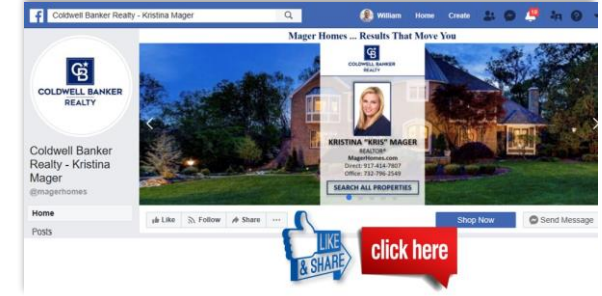 Coldwell Banker Realty - Kristina Mager
William Home Create
Mager Homes ... Results That Move You
CB
COLDWELL BANKER
REALTY
COLDWELL BANKER
REALTY
KRISTINA "KRIS" MAGER
REALTOR®
MagerHomes.com
Direct: 917-414-7807
Office: 732-796-2549
SEARCH ALL PROPERTIES
Coldwell Banker
Realty - Kristina
Mager
@magerhomes
Home
Posts
Like Follow Share ...
Shop Now Send Message
LIKE
& SHARE
click here